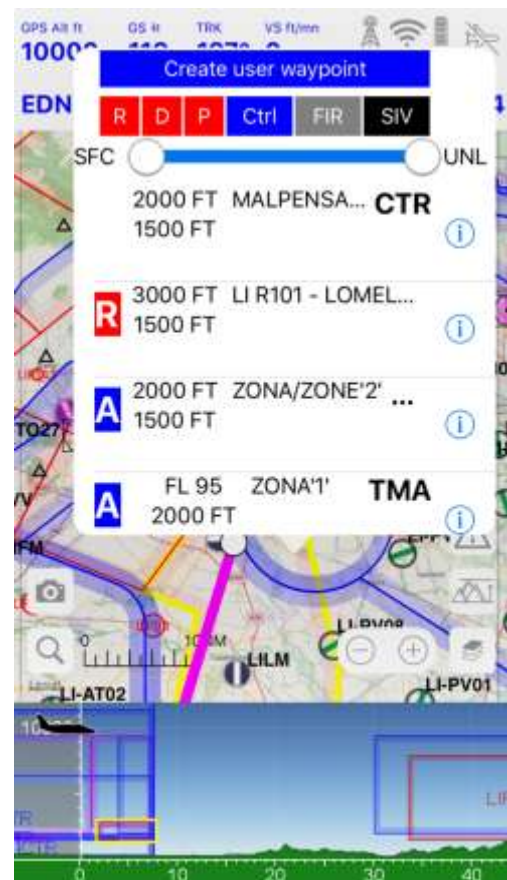 GPS Alt ft GS kt TRK VS ft/mn
Create user waypoint
EDN
R D P Ctrl FIR SIV
SFC UNL
2000 FT MALPENSA... CTR
1500 FT
R 3000 FT LI R101 - LOMEL...
1500 FT
A 2000 FT ZONA/ZONE'2' ...
1500 FT
TO27
A FL 95 ZONA'1' TMA
2000 FT
LILM
LI-AT02
LI-PV01
0 10 20 30 40